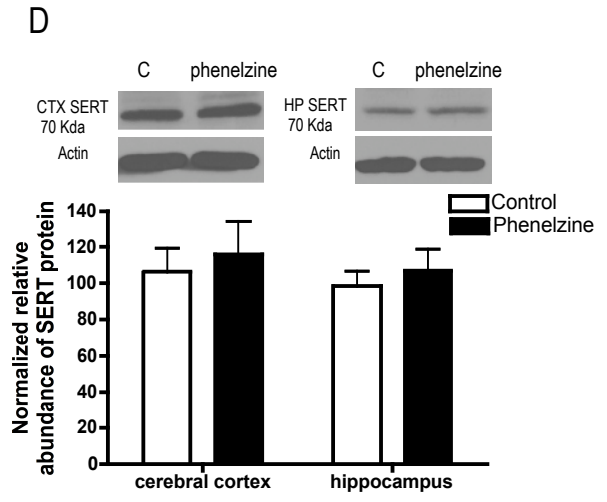 D
C phenelzine
CTX SERT
70 Kda
Actin
C phenelzine
HP SERT
70 Kda
Actin
Control
Phenelzine
Normalized relative
abundance of SERT protein
140
120
100
80
60
40
20
0
cerebral cortex hippocampus